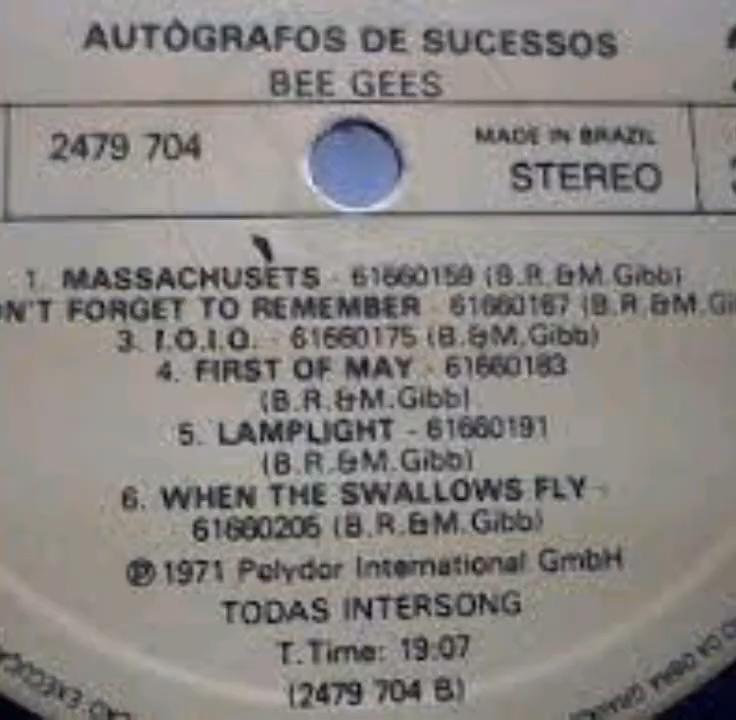 AUTÓGRAFOS DE SUCESSOS
BEE GEES
2479 704
MADE IN BRAZIL
STEREO
1. MASSACHUSETS - 61660159 (B.R.&M.Gibb)
N'T FORGET TO REMEMBER - 61660167 (B.R.&M.Gi
3. I.O.I.O. - 61660175 (B.&M.Gibb)
4. FIRST OF MAY - 61660183
(B.R.&M.Gibb)
5. LAMPLIGHT - 61660191
(B.R.&M.Gibb)
6. WHEN THE SWALLOWS FLY -
61660205 (B.R.&M.Gibb)
℗ 1971 Polydor International GmbH
TODAS INTERSONG
T.Time: 19:07
(2479 704 B)
DA OBRA